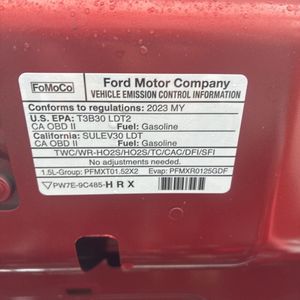 FoMoCo
Ford Motor Company
VEHICLE EMISSION CONTROL INFORMATION
Conforms to regulations: 2023 MY
U.S. EPA: T3B30 LDT2
CA OBD II Fuel: Gasoline
California: SULEV30 LDT
CA OBD II Fuel: Gasoline
TWC/WR-HO2S/HO2S/TC/CAC/DFI/SFI
No adjustments needed.
1.5L-Group: PFMXT01.52X2 Evap: PFMXR0125GDF
PW7E-9C485-HRX